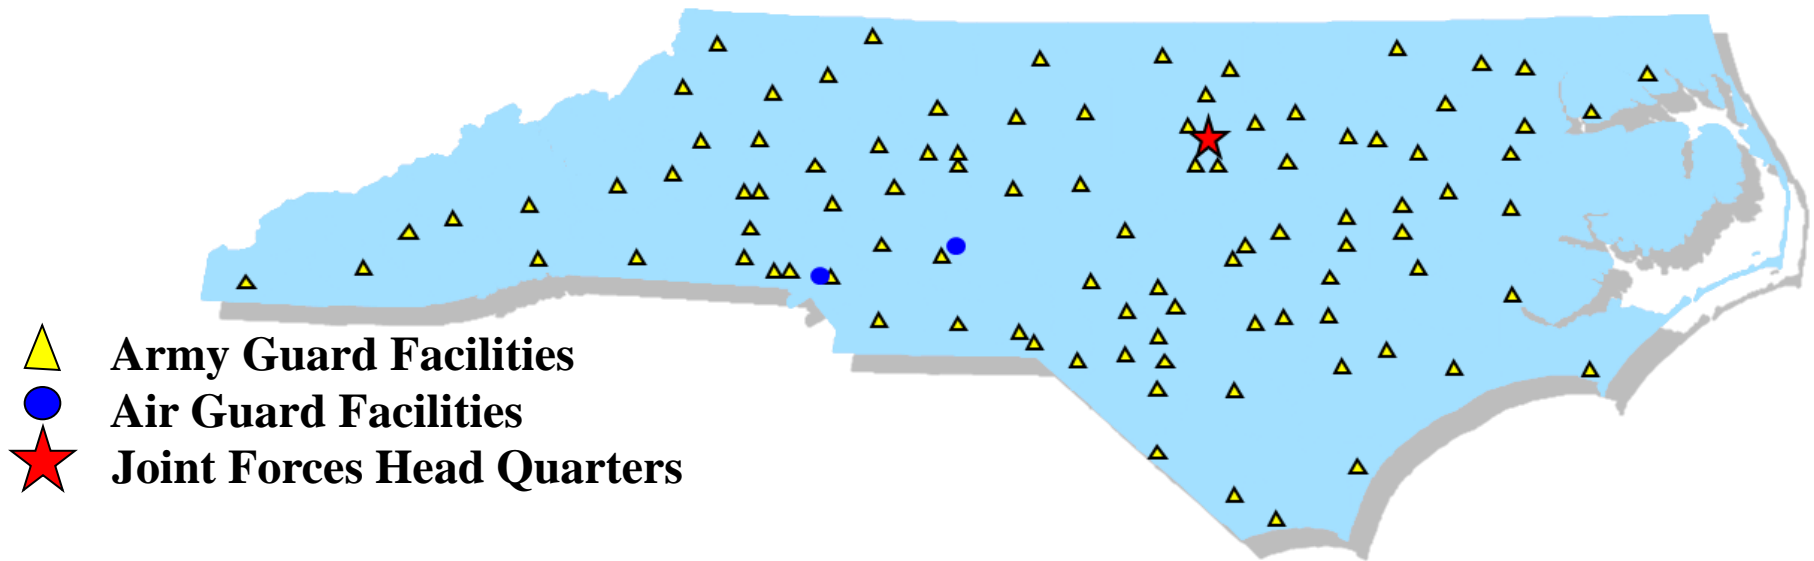 Army Guard Facilities
Air Guard Facilities
Joint Forces Head Quarters